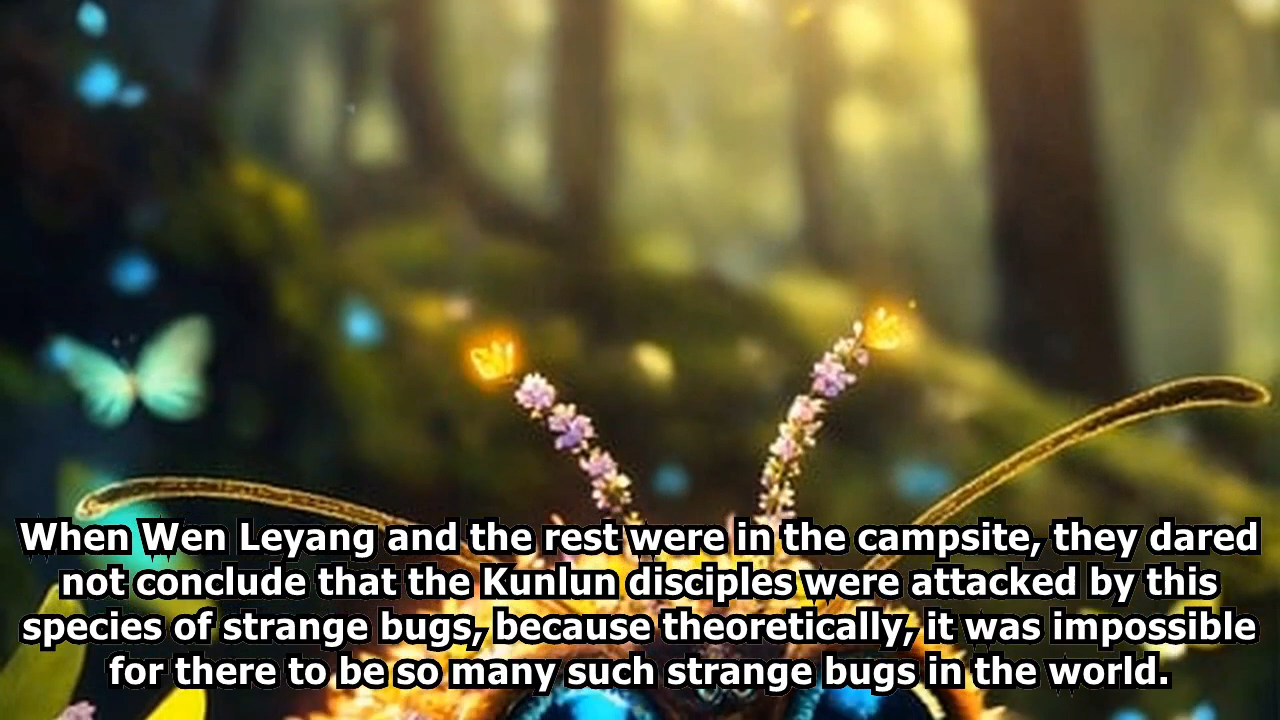 When Wen Leyang and the rest were in the campsite, they dared
not conclude that the Kunlun disciples were attacked by this
species of strange bugs, because theoretically, it was impossible
for there to be so many such strange bugs in the world.